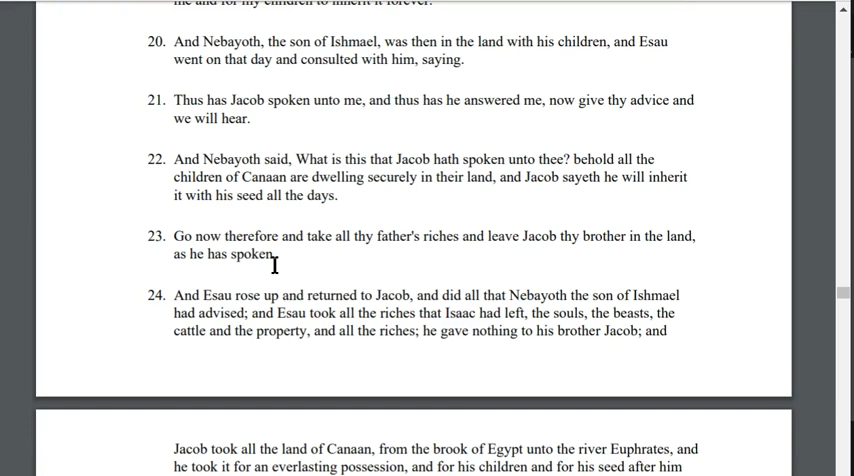 me and for my children to inherit it forever.
20. And Nebayoth, the son of Ishmael, was then in the land with his children, and Esau
went on that day and consulted with him, saying.
21. Thus has Jacob spoken unto me, and thus has he answered me, now give thy advice and
we will hear.
22. And Nebayoth said, What is this that Jacob hath spoken unto thee? behold all the
children of Canaan are dwelling securely in their land, and Jacob sayeth he will inherit
it with his seed all the days.
23. Go now therefore and take all thy father's riches and leave Jacob thy brother in the land,
as he has spoken.
24. And Esau rose up and returned to Jacob, and did all that Nebayoth the son of Ishmael
had advised; and Esau took all the riches that Isaac had left, the souls, the beasts, the
cattle and the property, and all the riches; he gave nothing to his brother Jacob; and
Jacob took all the land of Canaan, from the brook of Egypt unto the river Euphrates, and
he took it for an everlasting possession, and for his children and for his seed after him